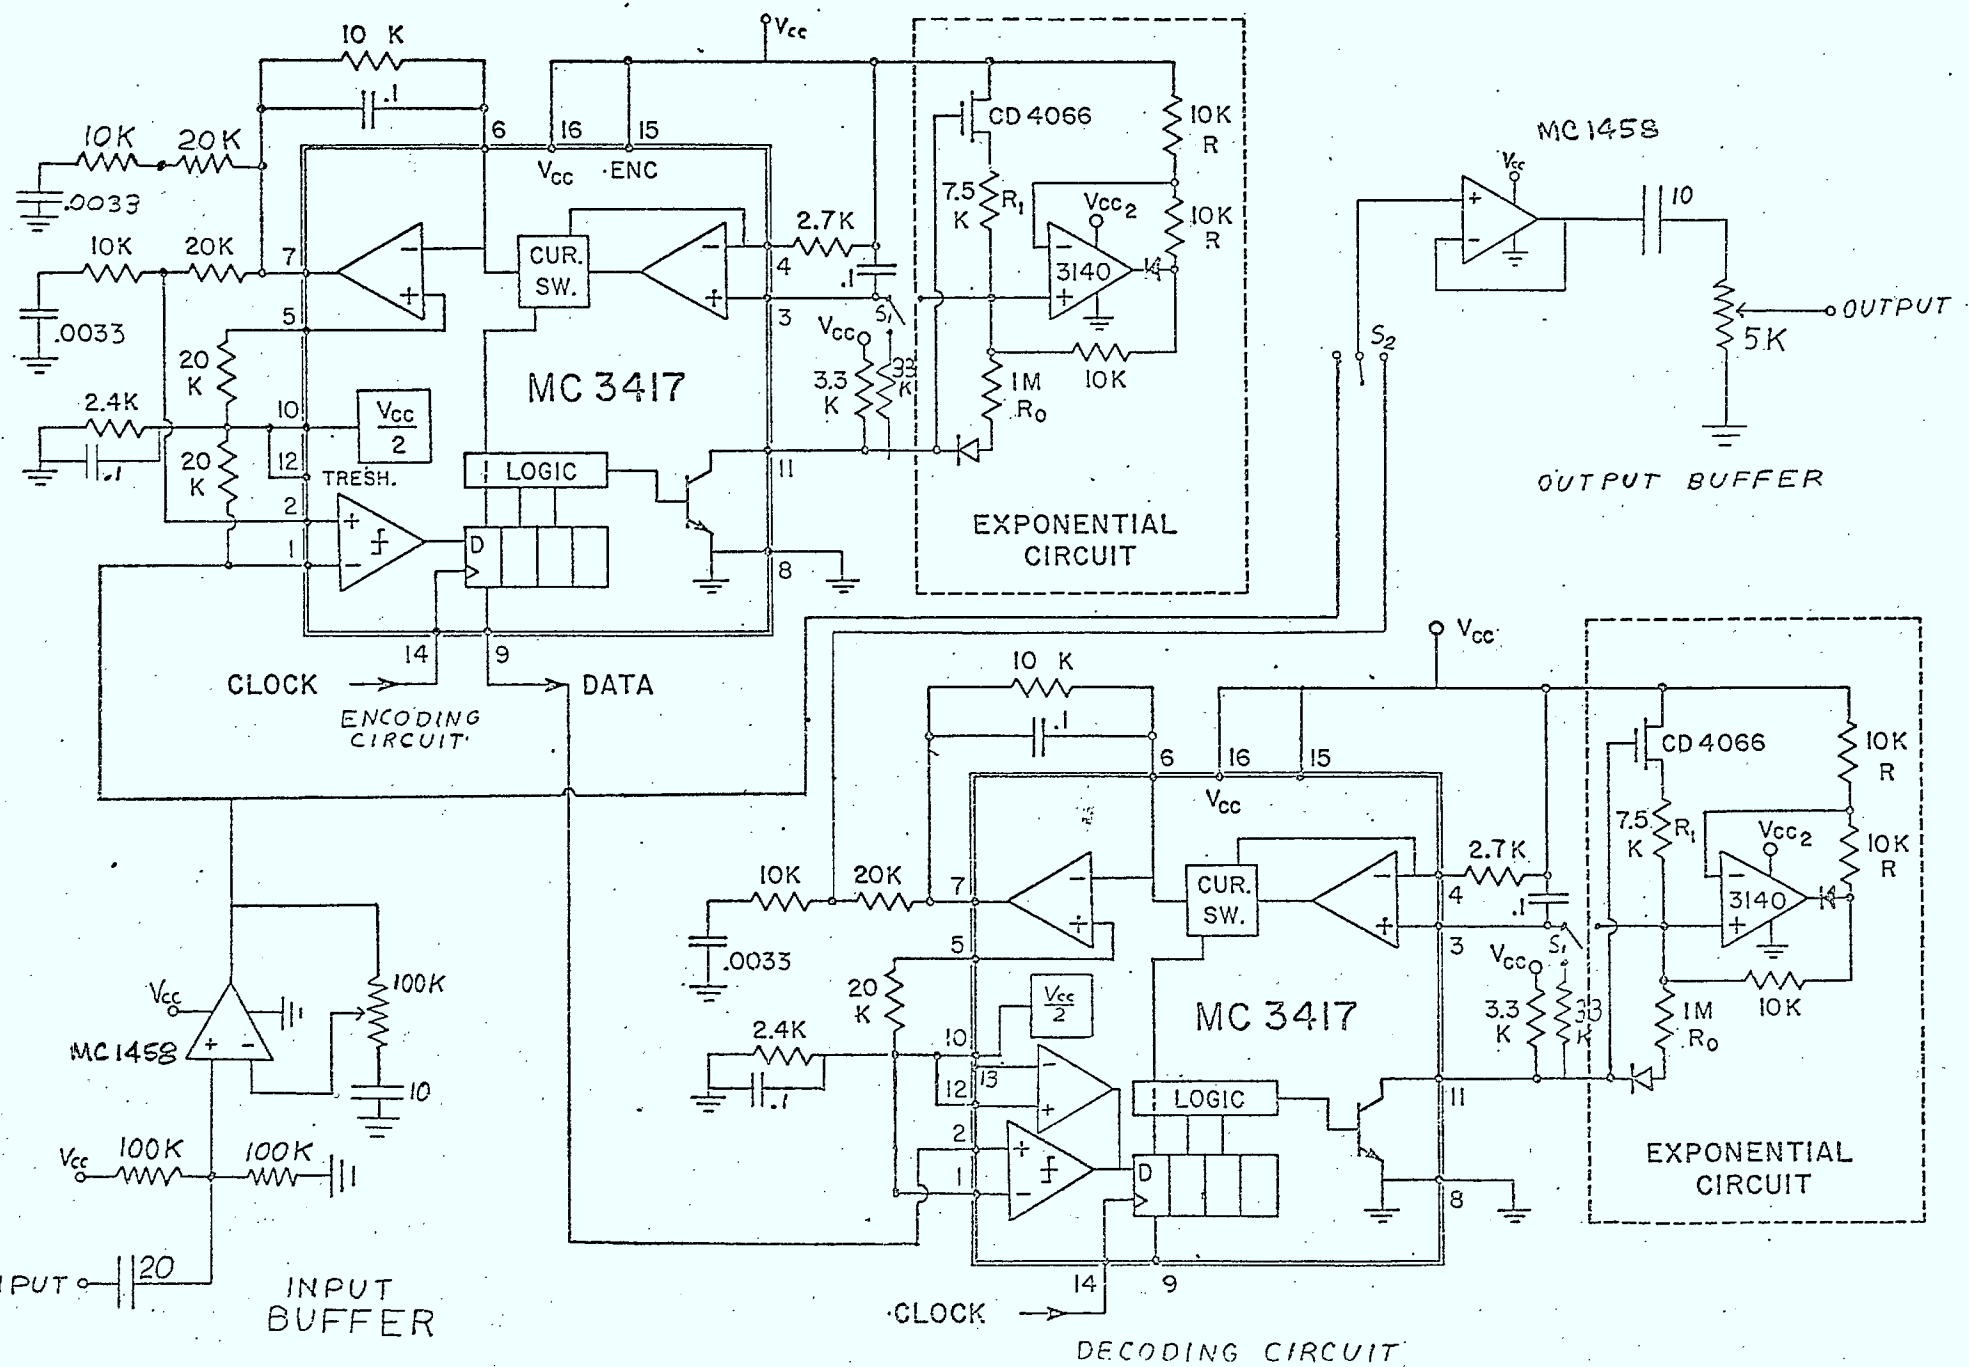 10 K
Vcc
.1
10K
20K
6
16
15
CD 4066
10K
R
MC1458
Vcc
.0033
Vcc
ENC
7.5
K
R1
Vcc2
10K
R
+
10
10K
20K
7
-
CUR.
SW.
-
2.7K
4
.1
-
3140
+
-
+
+
3
S1
OUTPUT
.0033
5
Vcc
S2
5K
20
K
MC 3417
3.3
K
33
K
1M
Ro
10K
2.4K
10
Vcc
2
.1
20
K
12
TRESH.
LOGIC
11
OUTPUT BUFFER
2
+
EXPONENTIAL
CIRCUIT
1
-
D
8
14
9
CLOCK
DATA
ENCODING
CIRCUIT
10 K
Vcc
.1
6
16
15
CD 4066
10K
R
Vcc
7.5
K
R1
Vcc2
10K
R
10K
20K
7
-
CUR.
SW.
-
2.7K
4
.1
-
3140
+
+
+
3
S1
.0033
5
Vcc
100K
Vcc
MC1458
+
-
20
K
Vcc
2
MC 3417
3.3
K
33
K
1M
Ro
10K
2.4K
10
13
-
10
.1
12
+
LOGIC
11
2
+
Vcc
100K
100K
1
-
D
8
EXPONENTIAL
CIRCUIT
20
PUT
INPUT
BUFFER
14
9
CLOCK
DECODING CIRCUIT